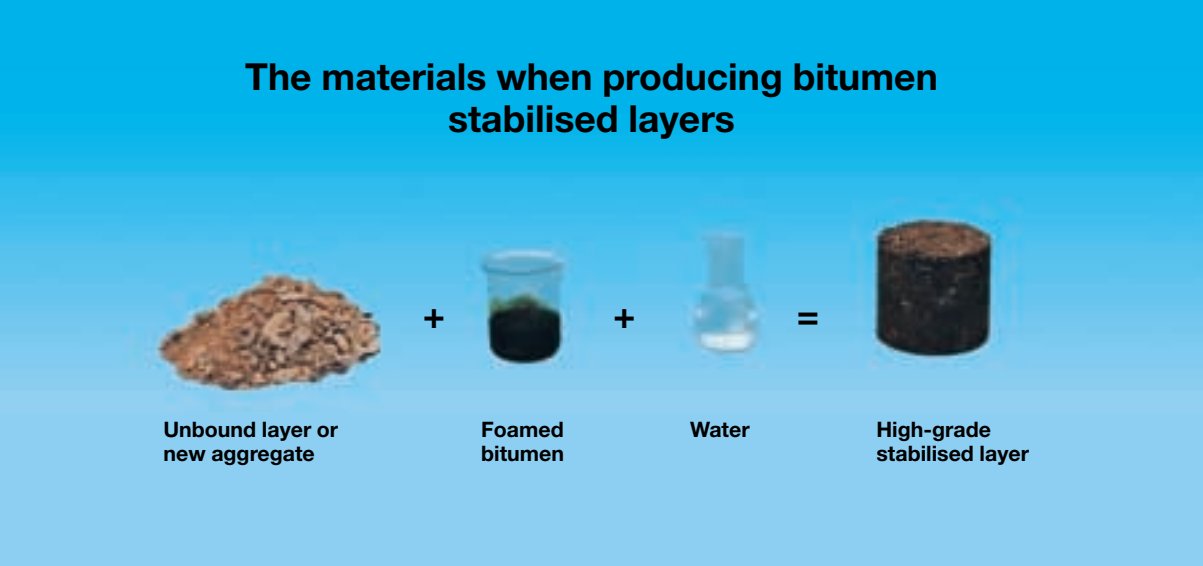 The materials when producing bitumen
stabilised layers
+
+
=
Unbound layer or
new aggregate
Foamed
bitumen
Water
High-grade
stabilised layer